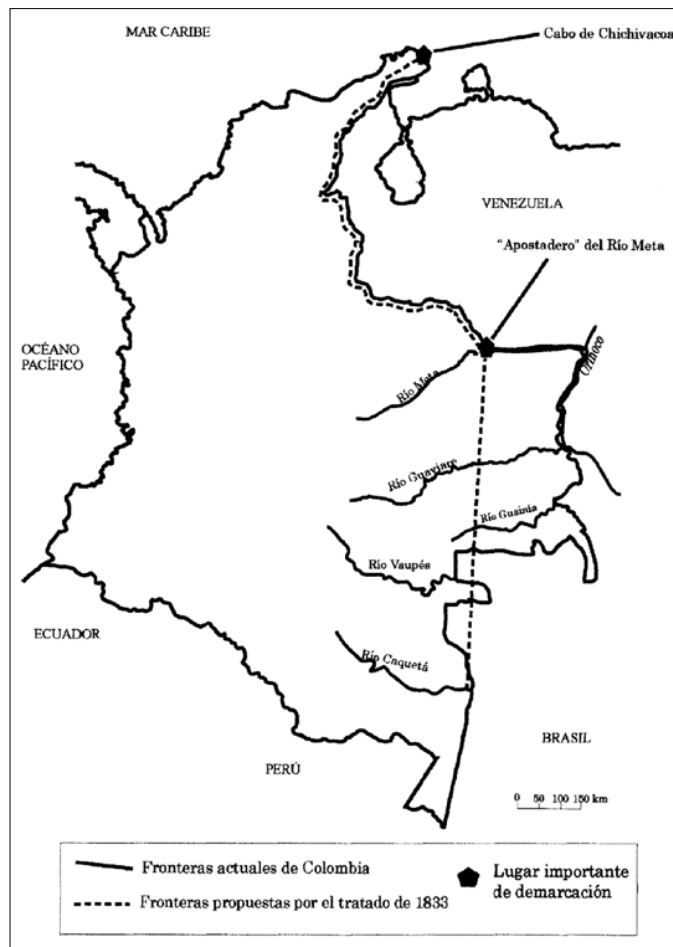 MAR CARIBE
Cabo de Chichivacoa
VENEZUELA
"Apostadero" del Río Meta
OCÉANO
PACÍFICO
Orinoco
Río Meta
Río Guaviare
Río Guainía
Río Vaupés
ECUADOR
Río Caquetá
BRASIL
PERÚ
0 50 100 150 km
Fronteras actuales de Colombia
Lugar importante
de demarcación
Fronteras propuestas por el tratado de 1833